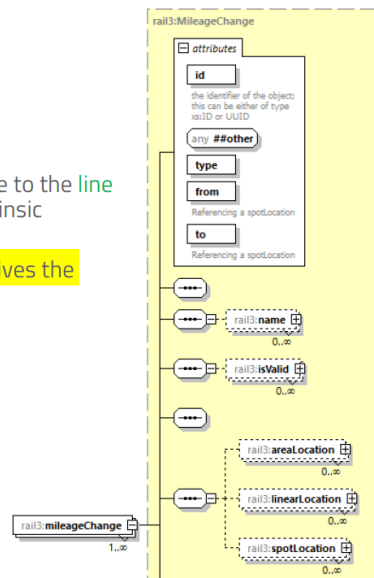 rail3:MileageChange
attributes
id
the identifier of the object;
this can be either of type
xs:ID or UUID
any ##other
type
from
Referencing a spotLocation
to
Referencing a spotLocation
e to the line
insic
ives the
rail3:name
0..∞
rail3:isValid
0..∞
rail3:areaLocation
0..∞
rail3:linearLocation
0..∞
rail3:mileageChange
1..∞
rail3:spotLocation
0..∞